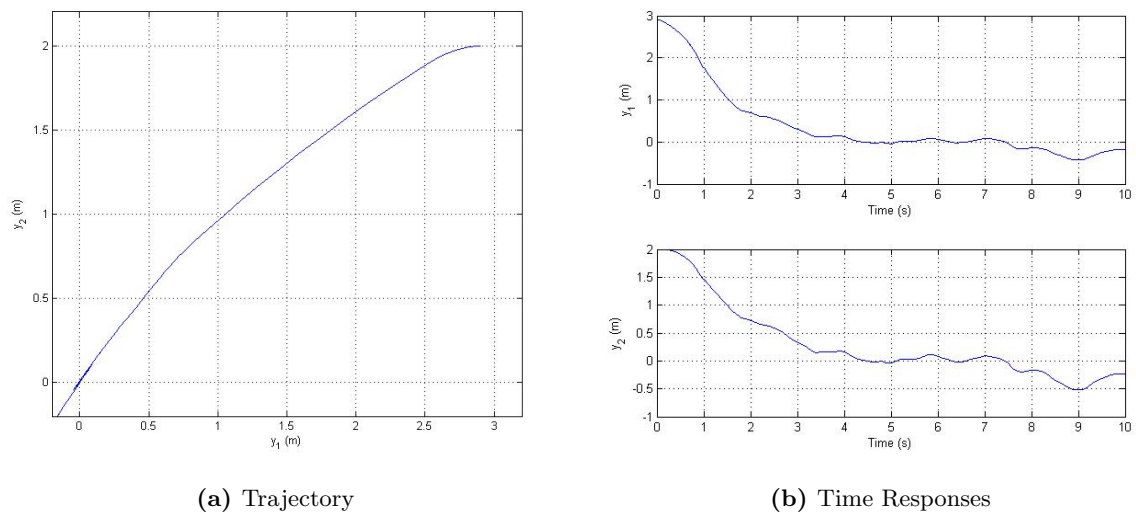 2
1.5
1
0.5
0
0 0.5 1 1.5 2 2.5 3
y2 (m)
y1 (m)
3
2
1
0
-1
0 1 2 3 4 5 6 7 8 9 10
y1 (m)
Time (s)
2
1.5
1
0.5
0
-0.5
-1
0 1 2 3 4 5 6 7 8 9 10
y2 (m)
Time (s)
(a) Trajectory
(b) Time Responses